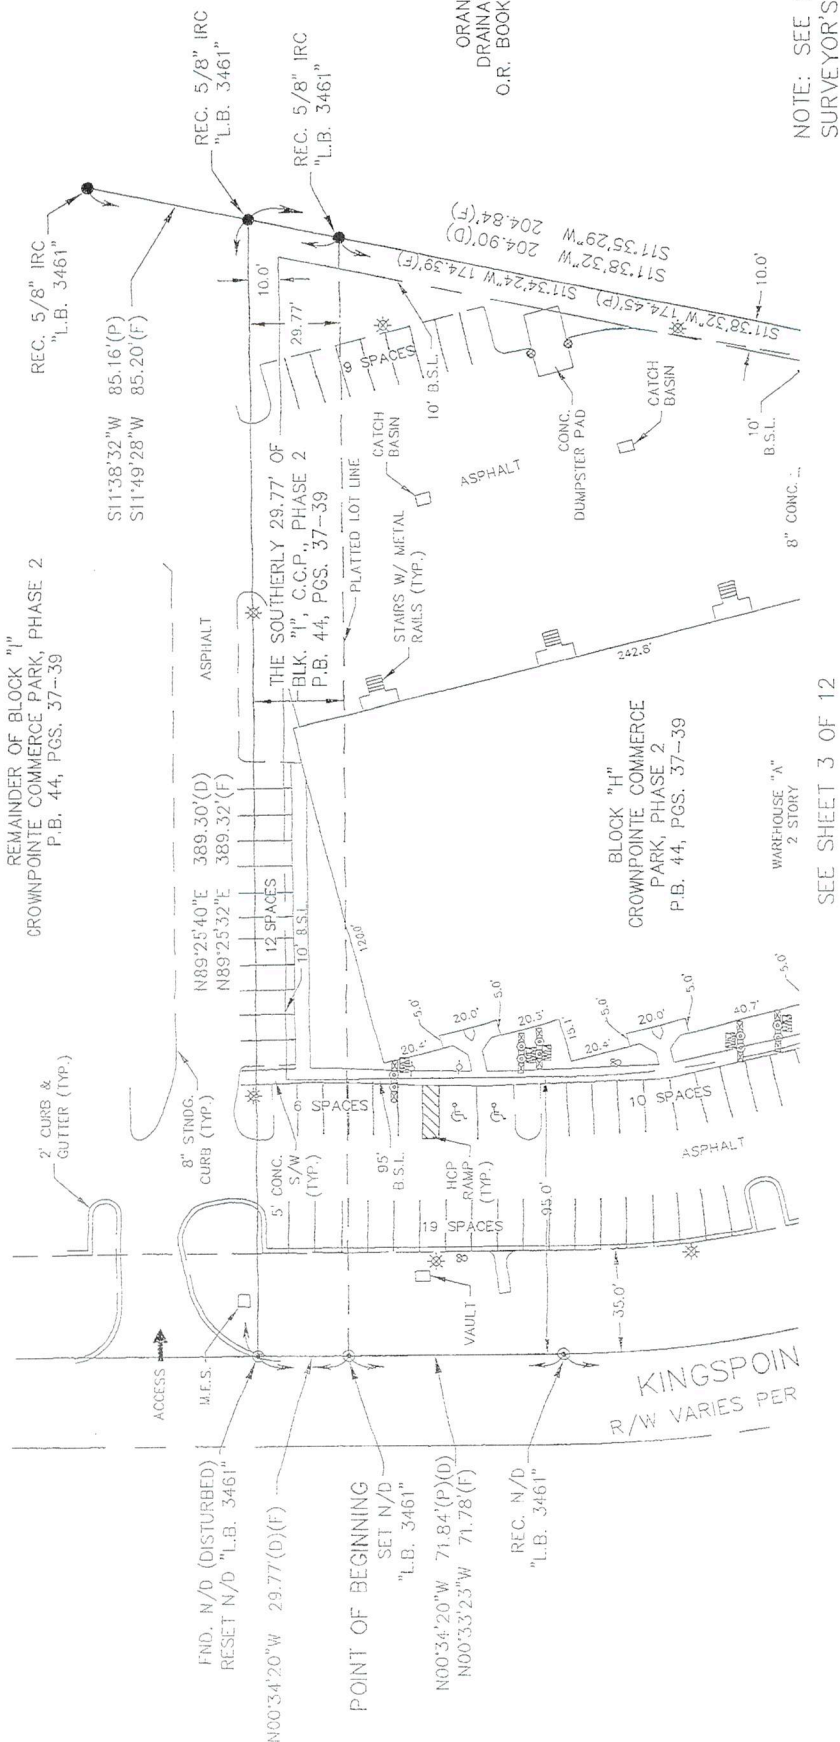 REMAINDER OF BLOCK "I"
CROWNPOINTE COMMERCE PARK, PHASE 2
P.B. 44, PGS. 37-39
REC. 5/8" IRC
"L.B. 3461"
S11°38'32"W 85.16'(P)
S11°49'28"W 85.20'(F)
REC. 5/8" IRC
"L.B. 3461"
REC. 5/8" IRC
"L.B. 3461"
ORAN
DRAINA
O.R. BOOK
NOTE: SEE
SURVEYOR'S
2' CURB &
GUTTER (TYP.)
8" STNDG.
CURB (TYP.)
ASPHALT
N89°25'40"E 389.30'(D)
N89°25'32"E 389.32'(F)
12 SPACES
10' B.S.L.
THE SOUTHERLY 29.77' OF
BLK. "I", C.C.P., PHASE 2
P.B. 44, PGS. 37-39
PLATTED LOT LINE
10.0'
29.77'
9 SPACES
10' B.S.L.
S11°34'24"W 174.39'(F)
S11°38'32"W 174.45'(P)
S11°38'32"W 204.90'(D)
S11°35'29"W 204.84'(F)
10.0'
10'
B.S.L.
CATCH
BASIN
ASPHALT
CONC.
DUMPSTER PAD
CATCH
BASIN
8" CONC.
STAIRS W/ METAL
RAILS (TYP.)
242.8'
120.0'
BLOCK "H"
CROWNPOINTE COMMERCE
PARK, PHASE 2
P.B. 44, PGS. 37-39
WAREHOUSE "A"
2 STORY
SEE SHEET 3 OF 12
20.4'
5.0'
20.0'
5.0'
20.3'
15.1'
20.4'
5.0'
20.0'
5.0'
40.7'
5.0'
6 SPACES
10 SPACES
5' CONC.
S/W
(TYP.)
95'
B.S.L.
HCP
RAMP
(TYP.)
95.0'
ASPHALT
19 SPACES
VAULT
35.0'
ACCESS
M.E.S.
KINGSPOIN
R/W VARIES PER
FND. N/D (DISTURBED)
RESET N/D "L.B. 3461"
N00°34'20"W 29.77'(D)(F)
POINT OF BEGINNING
SET N/D
"L.B. 3461"
N00°34'20"W 71.84'(P)(D)
N00°33'23"W 71.78'(F)
REC. N/D
"L.B. 3461"